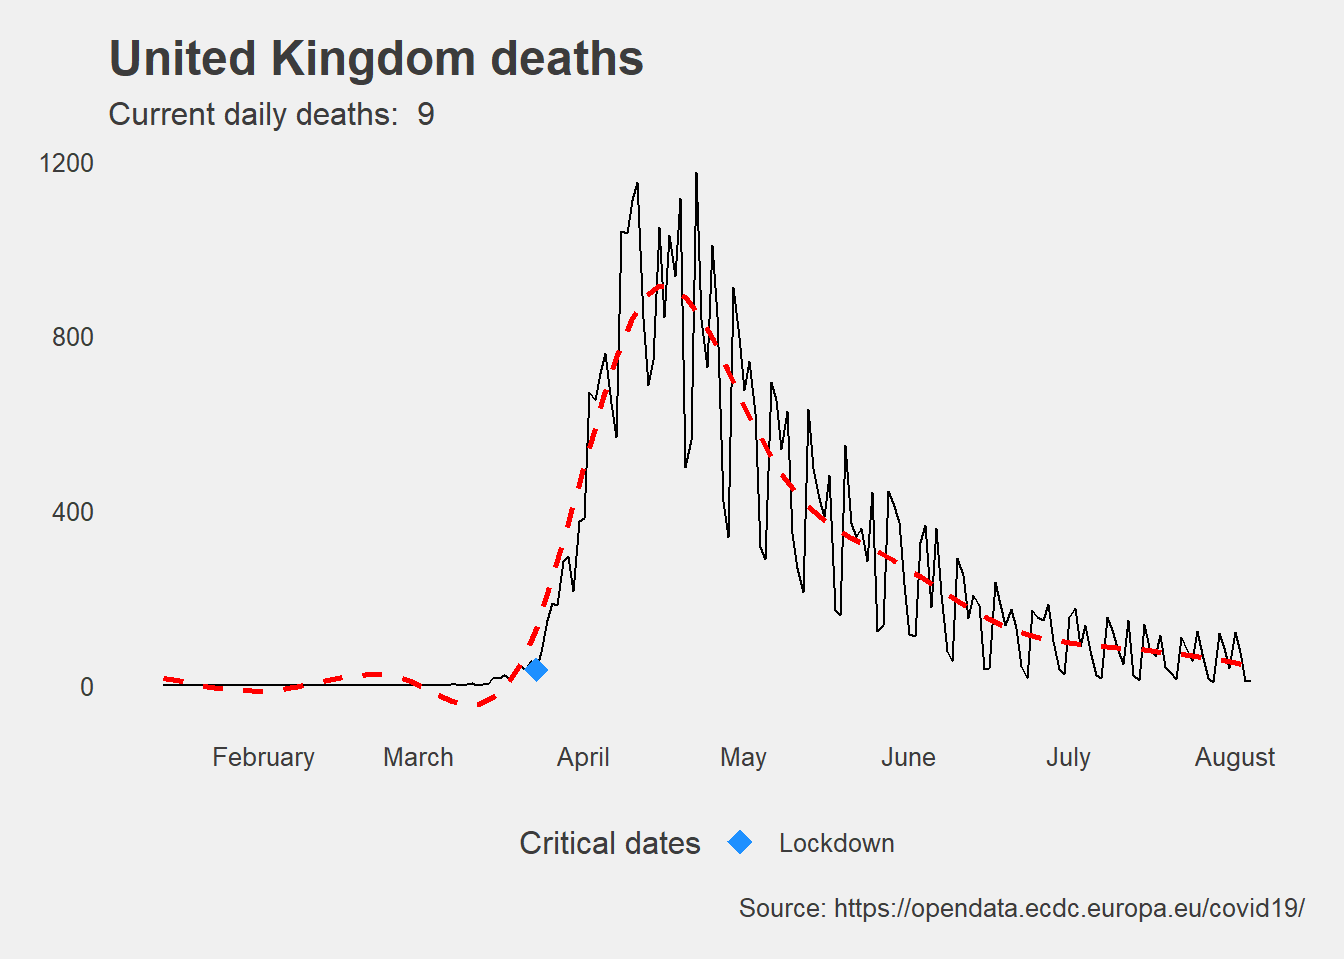 United Kingdom deaths
Current daily deaths:  9
1200
800
400
0
February March April May June July August
Critical dates Lockdown
Source: https://opendata.ecdc.europa.eu/covid19/